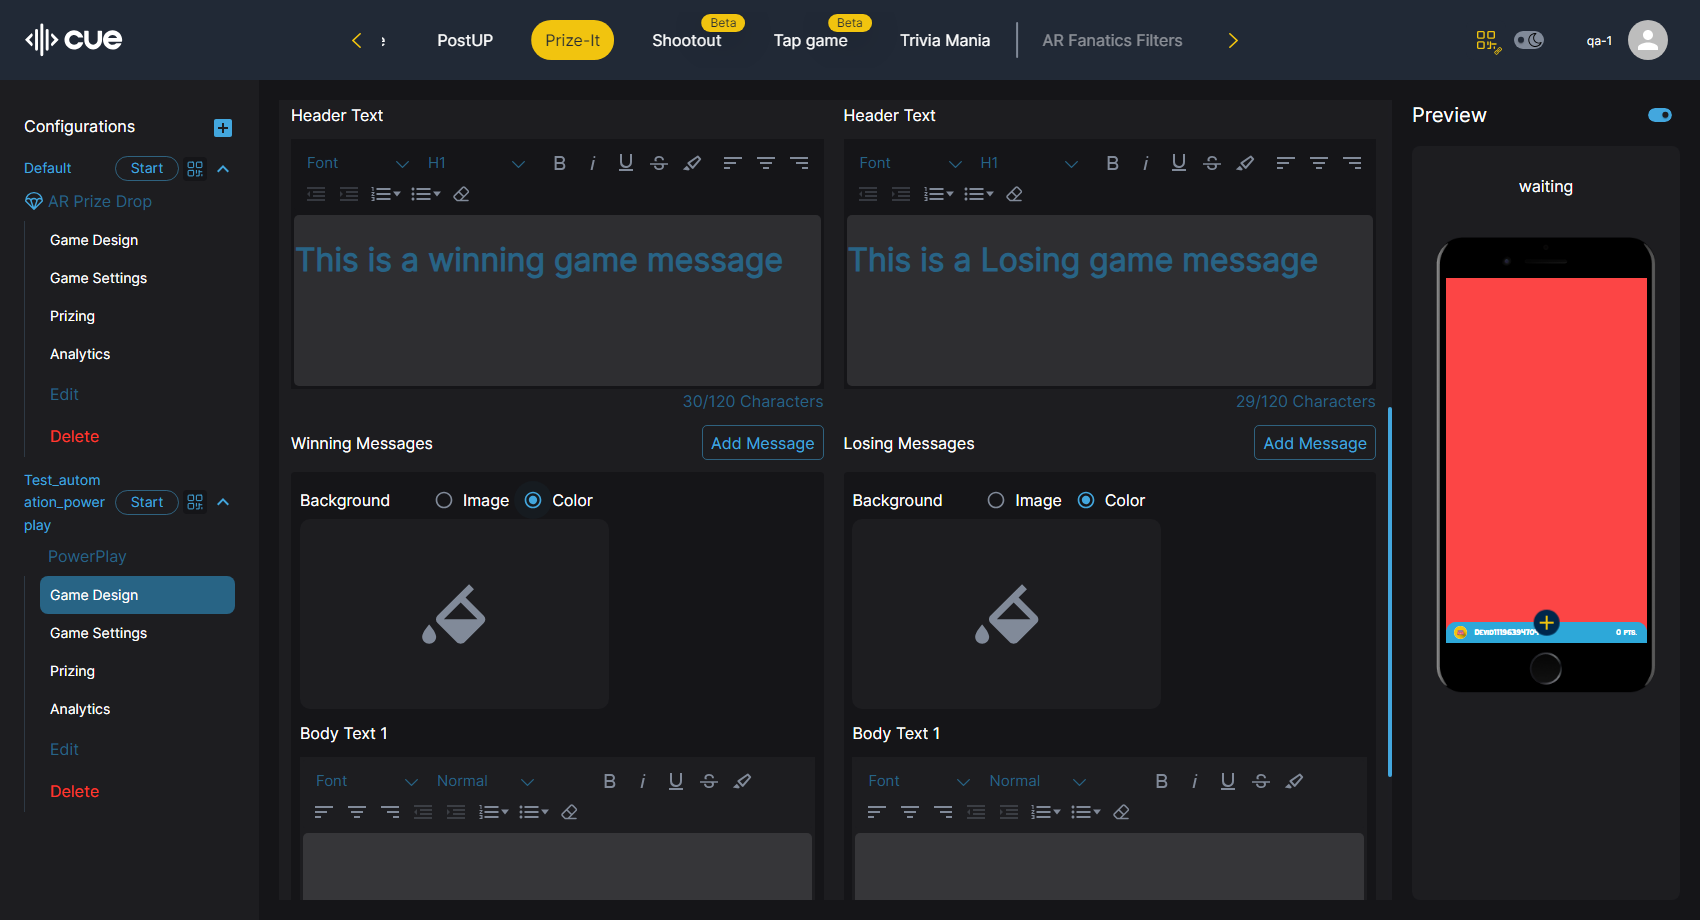 cue
PostUP
Prize-It
Shootout
Beta
Tap game
Beta
Trivia Mania
AR Fanatics Filters
qa-1
Configurations
Default
Start
AR Prize Drop
Game Design
Game Settings
Prizing
Analytics
Edit
Delete
Test_autom
ation_power
play
Start
PowerPlay
Game Design
Game Settings
Prizing
Analytics
Edit
Delete
Header Text
Font
H1
This is a winning game message
30/120 Characters
Winning Messages
Add Message
Background
Image
Color
Body Text 1
Font
Normal
Header Text
Font
H1
This is a Losing game message
29/120 Characters
Losing Messages
Add Message
Background
Image
Color
Body Text 1
Font
Normal
Preview
waiting
0 PTS.